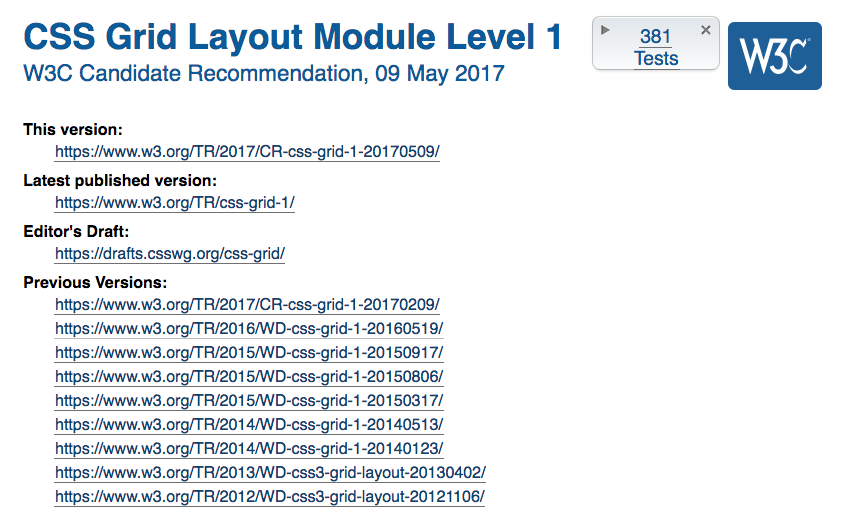 CSS Grid Layout Module Level 1
W3C Candidate Recommendation, 09 May 2017
381
Tests
W3C
This version:
https://www.w3.org/TR/2017/CR-css-grid-1-20170509/
Latest published version:
https://www.w3.org/TR/css-grid-1/
Editor's Draft:
https://drafts.csswg.org/css-grid/
Previous Versions:
https://www.w3.org/TR/2017/CR-css-grid-1-20170209/
https://www.w3.org/TR/2016/WD-css-grid-1-20160519/
https://www.w3.org/TR/2015/WD-css-grid-1-20150917/
https://www.w3.org/TR/2015/WD-css-grid-1-20150806/
https://www.w3.org/TR/2015/WD-css-grid-1-20150317/
https://www.w3.org/TR/2014/WD-css-grid-1-20140513/
https://www.w3.org/TR/2014/WD-css-grid-1-20140123/
https://www.w3.org/TR/2013/WD-css3-grid-layout-20130402/
https://www.w3.org/TR/2012/WD-css3-grid-layout-20121106/